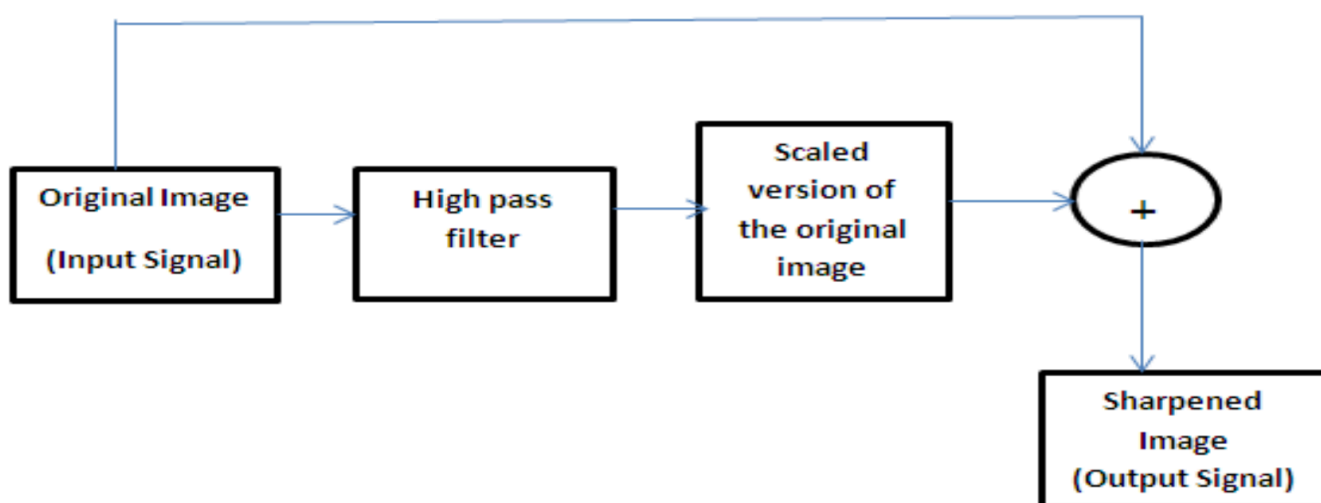 Original Image
(Input Signal)
High pass
filter
Scaled
version of
the original
image
+
Sharpened
Image
(Output Signal)